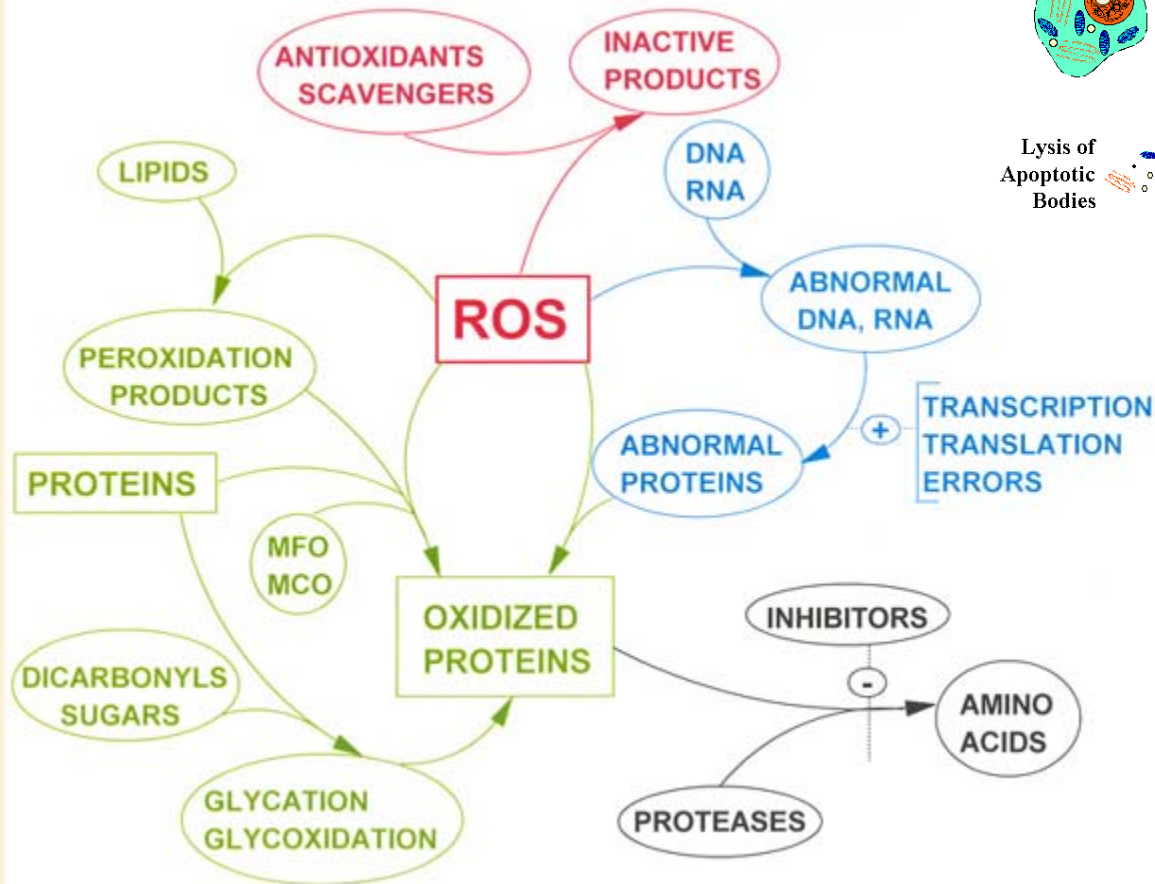 ANTIOXIDANTS
SCAVENGERS
INACTIVE
PRODUCTS
DNA
RNA
Lysis of
Apoptotic
Bodies
LIPIDS
ROS
ABNORMAL
DNA, RNA
PEROXIDATION
PRODUCTS
TRANSCRIPTION
TRANSLATION
ERRORS
+
ABNORMAL
PROTEINS
PROTEINS
MFO
MCO
OXIDIZED
PROTEINS
INHIBITORS
-
DICARBONYLS
SUGARS
AMINO
ACIDS
GLYCATION
GLYCOXIDATION
PROTEASES